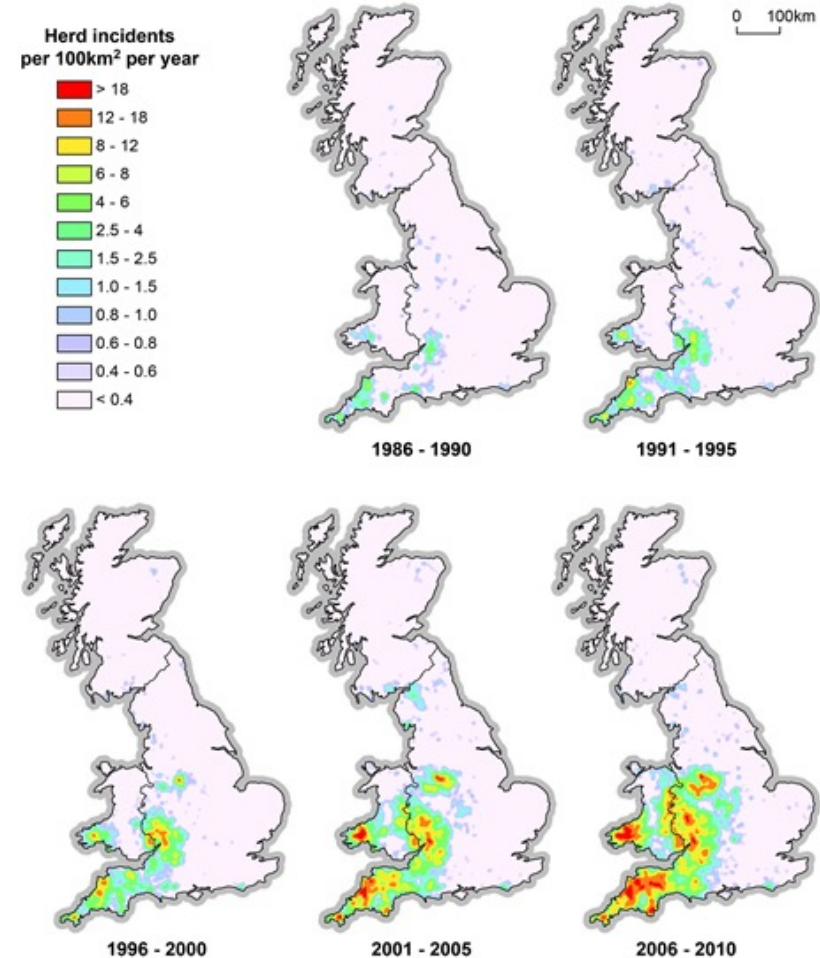 Herd incidents
per 100km² per year
> 18
12 - 18
8 - 12
6 - 8
4 - 6
2.5 - 4
1.5 - 2.5
1.0 - 1.5
0.8 - 1.0
0.6 - 0.8
0.4 - 0.6
< 0.4
0 100km
1986 - 1990
1991 - 1995
1996 - 2000
2001 - 2005
2006 - 2010